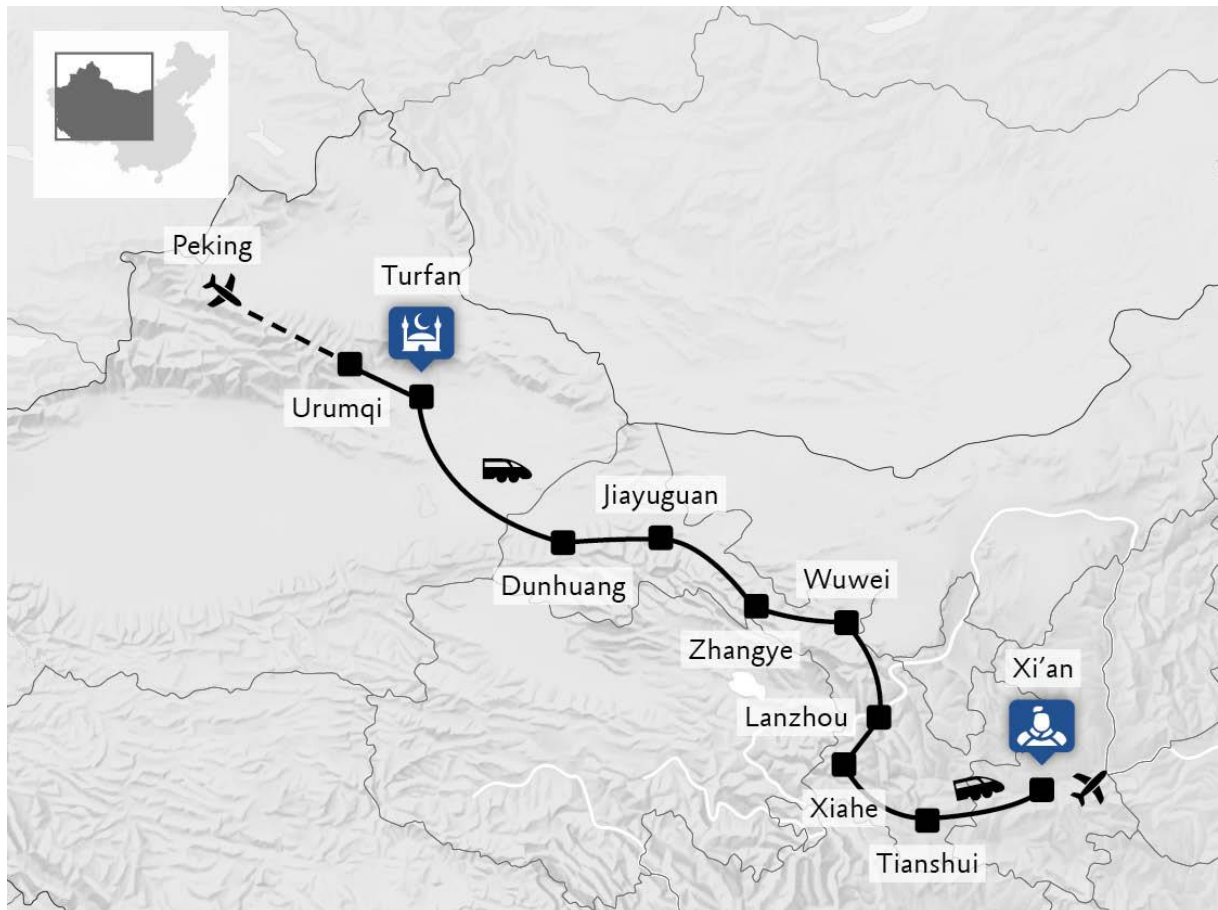 Peking
Turfan
Urumqi
Jiayuguan
Dunhuang
Wuwei
Zhangye
Xi'an
Lanzhou
Xiahe
Tianshui